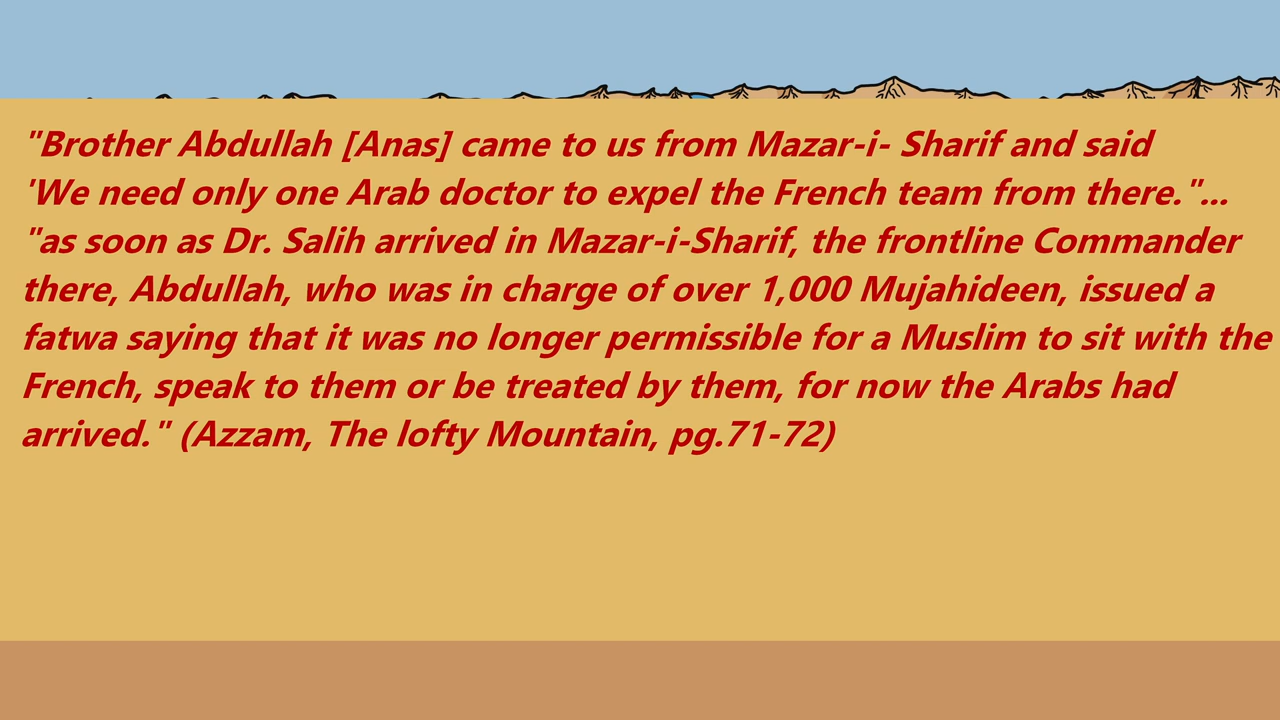 "Brother Abdullah [Anas] came to us from Mazar-i- Sharif and said
'We need only one Arab doctor to expel the French team from there."...
"as soon as Dr. Salih arrived in Mazar-i-Sharif, the frontline Commander
there, Abdullah, who was in charge of over 1,000 Mujahideen, issued a
fatwa saying that it was no longer permissible for a Muslim to sit with the
French, speak to them or be treated by them, for now the Arabs had
arrived." (Azzam, The lofty Mountain, pg.71-72)